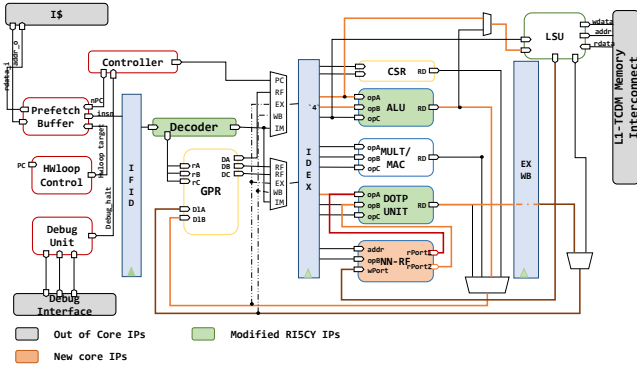 I$
rdata_i
addr_o
Controller
nPC
insn
Prefetch
Buffer
Hwloop target
PC
HWloop
Control
Debug_halt
Debug
Unit
Debug
Interface
IFID
Decoder
rA
rB
rC
DA
DB
DC
GPR
D1A
D1B
PC
RF
EX
WB
IM
RF
RF
EX
WB
IM
IDEX
'4'
CSR
RD
opA
opB
opC
ALU
RD
opA
opB
opC
MULT/
MAC
RD
opA
opB
opC
DOTP
UNIT
RD
addr
opB
wPort
NN-RF
rPort1
rPort2
EX
WB
LSU
wdata
addr
rdata
L1-TCDM Memory
Interconnect
Out of Core IPs
Modified RI5CY IPs
New core IPs